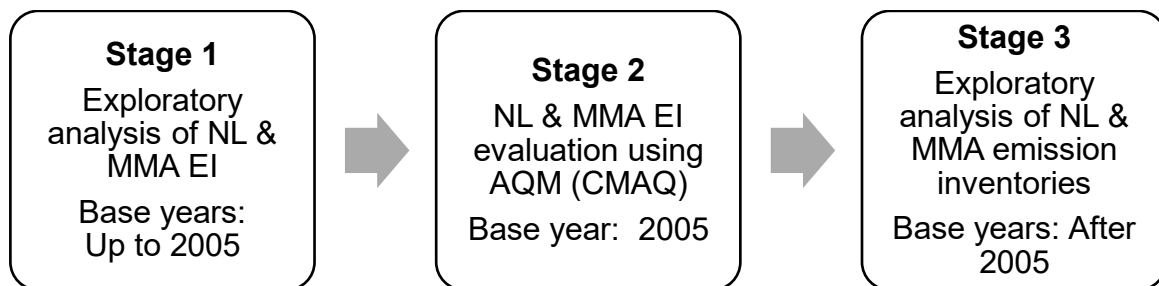 Stage 1
Exploratory
analysis of NL &
MMA EI
Base years:
Up to 2005
Stage 2
NL & MMA EI
evaluation using
AQM (CMAQ)
Base year: 2005
Stage 3
Exploratory
analysis of NL &
MMA emission
inventories
Base years: After
2005